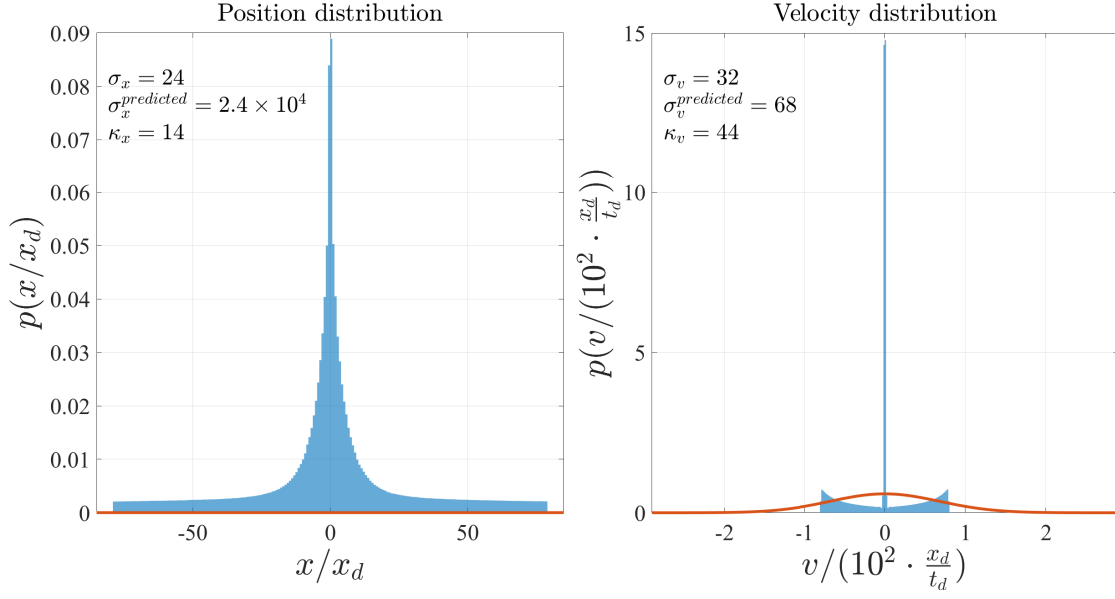 Position distribution
σ_x = 24
σ_x^{predicted} = 2.4 × 10^4
κ_x = 14
0.09
0.08
0.07
0.06
0.05
0.04
0.03
0.02
0.01
0
p(x/x_d)
-50
0
50
x/x_d
Velocity distribution
σ_v = 32
σ_v^{predicted} = 68
κ_v = 44
15
10
5
0
p(v/(10^2 · \frac{x_d}{t_d}))
-2
-1
0
1
2
v/(10^2 · \frac{x_d}{t_d})